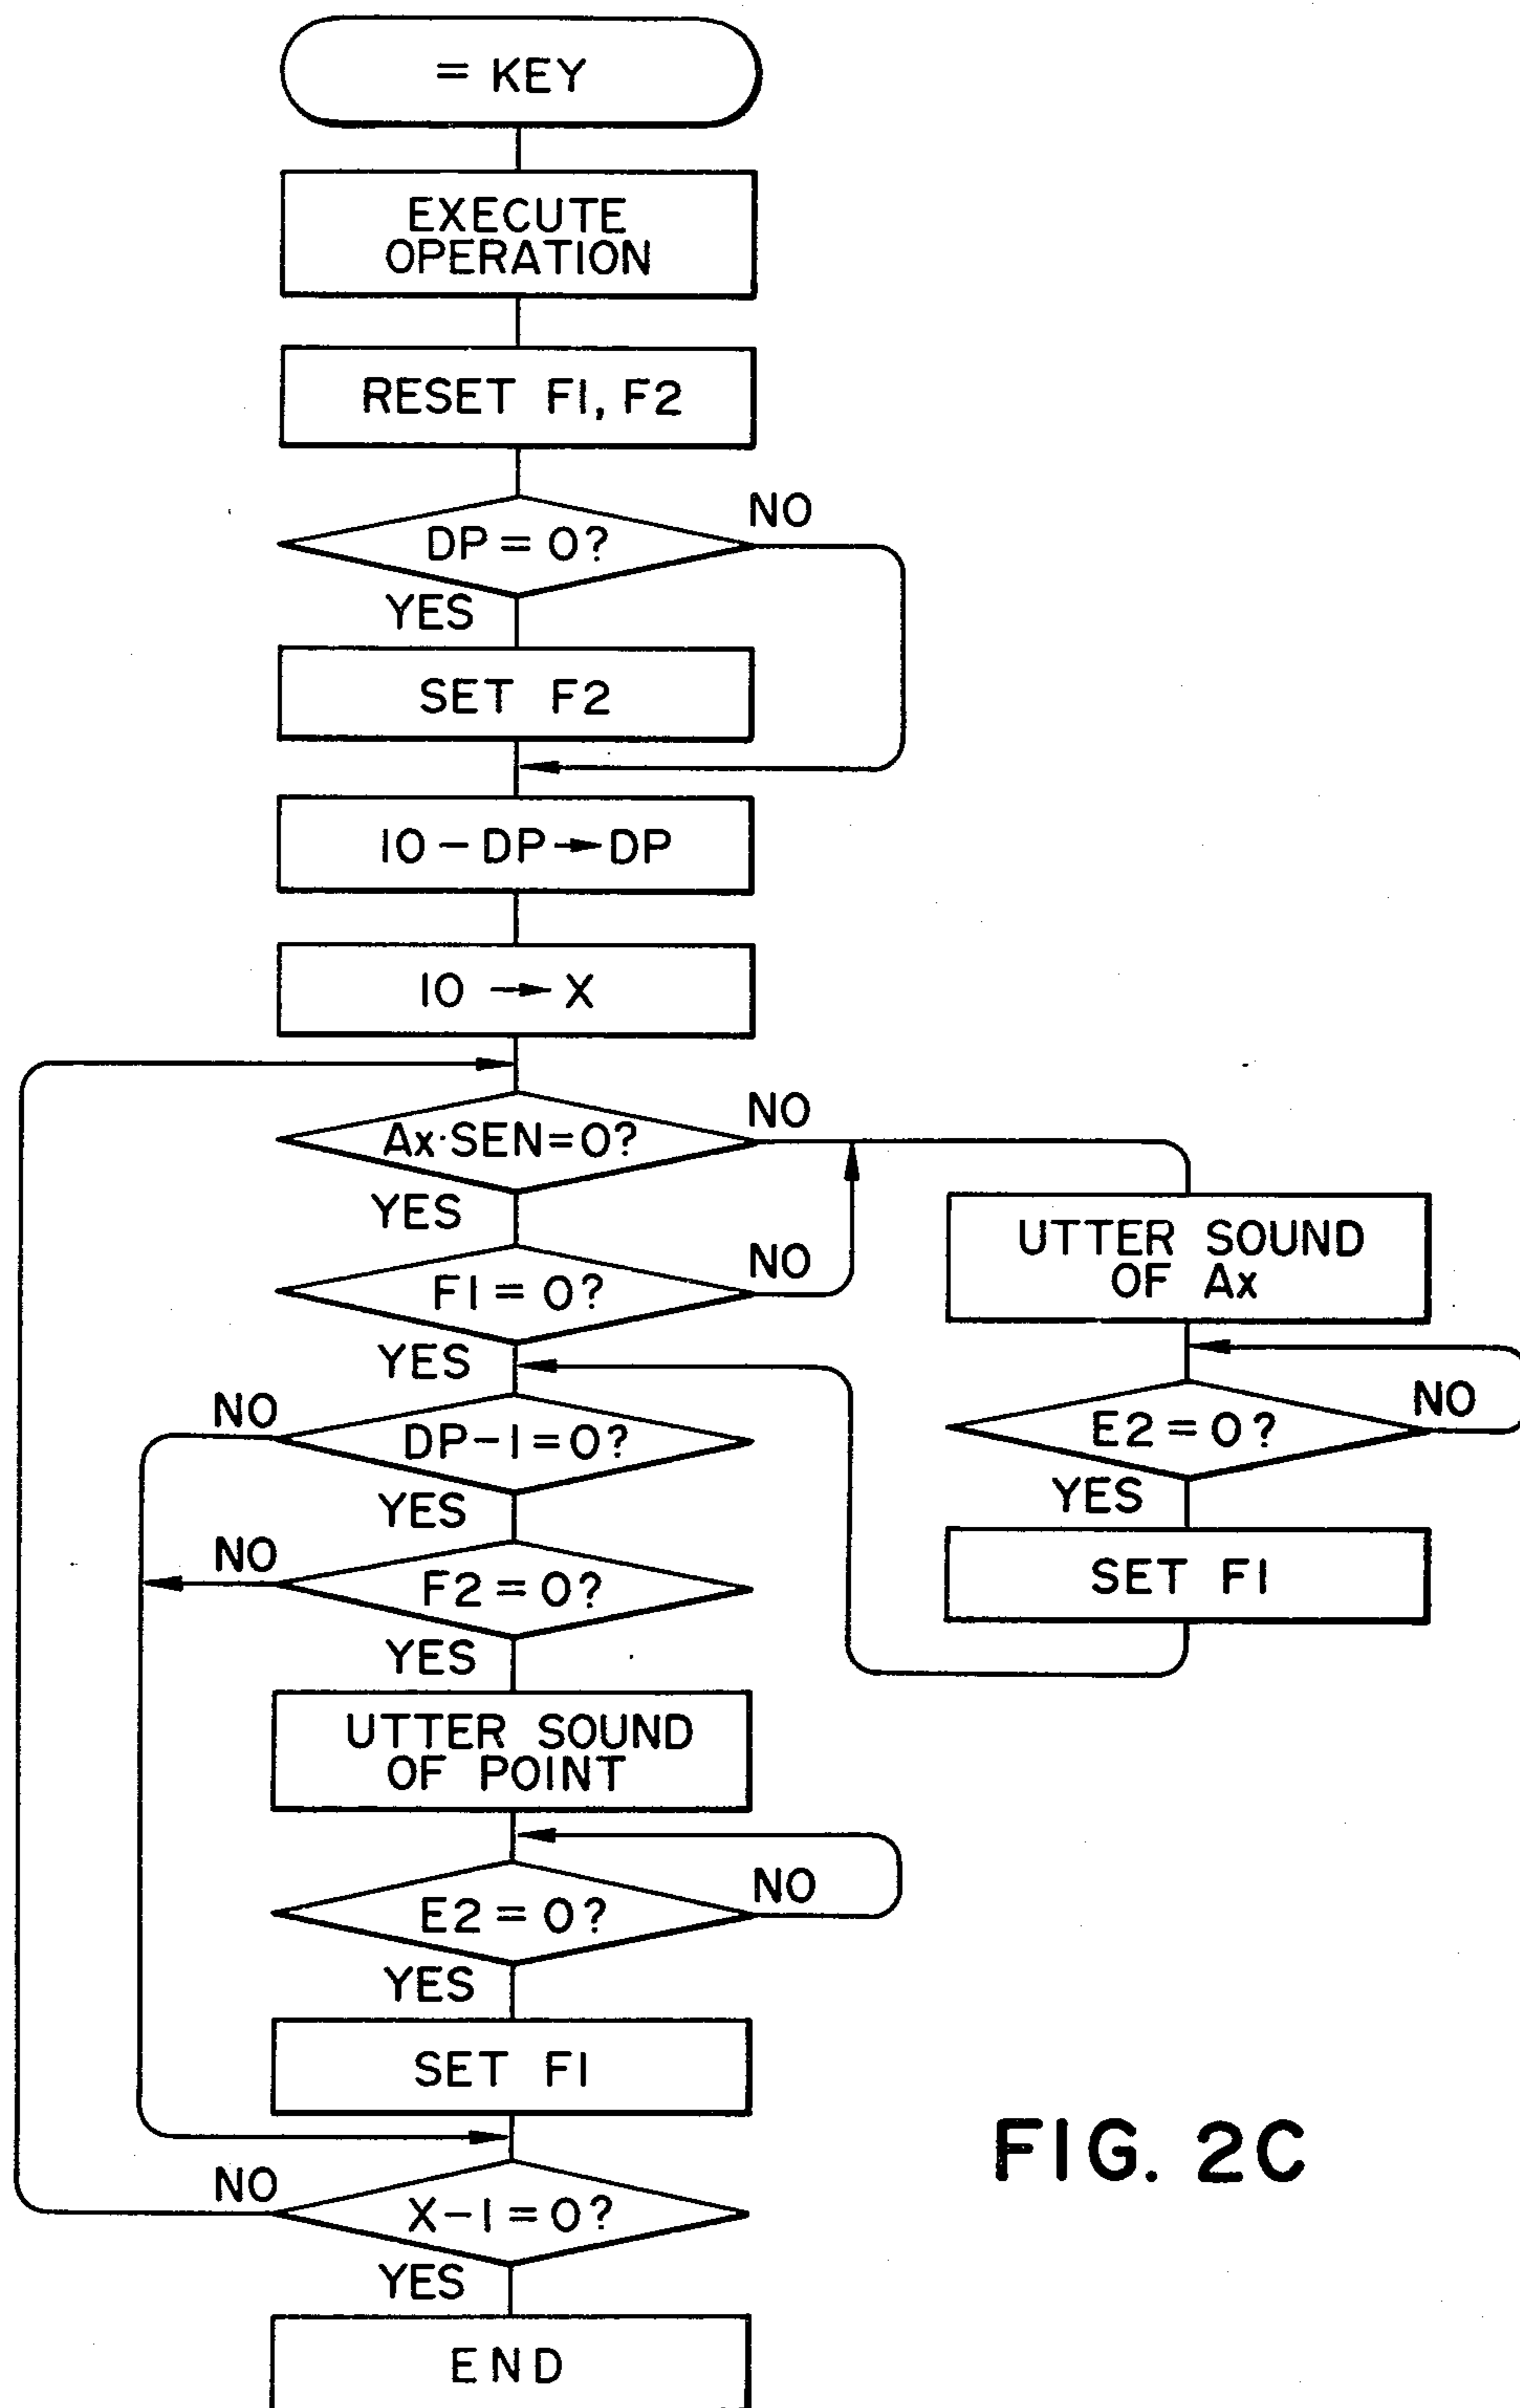 = KEY
EXECUTE
OPERATION
RESET F1, F2
DP = 0?
NO
YES
SET F2
10 - DP → DP
10 → X
Ax·SEN=0?
NO
YES
F1 = 0?
NO
YES
UTTER SOUND
OF Ax
E2 = 0?
NO
YES
SET F1
NO
DP-1=0?
YES
NO
F2 = 0?
YES
UTTER SOUND
OF POINT
E2 = 0?
NO
YES
SET F1
NO
X-1=0?
YES
END
FIG. 2C